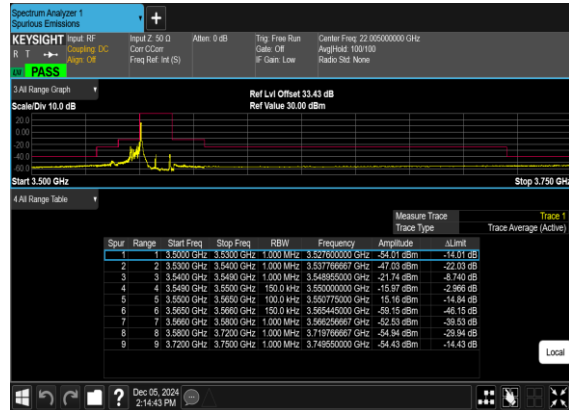 Spectrum Analyzer 1
Spurious Emissions
KEYSIGHT Input: RF Input Z: 50 Ω Atten: 0 dB Trig: Free Run Center Freq: 22.005000000 GHz
R T Coupling: DC Corr CCorr Gate: Off Avg|Hold: 100/100
Align: Off Freq Ref: Int (S) IF Gain: Low Radio Std: None
PASS
3 All Range Graph
Ref Lvl Offset 33.43 dB
Scale/Div 10.0 dB Ref Value 30.00 dBm
20.0
0.00
-20.0
-40.0
-60.0
Start 3.500 GHz Stop 3.750 GHz
4 All Range Table
Measure Trace Trace 1
Trace Type Trace Average (Active)
Spur Range Start Freq Stop Freq RBW Frequency Amplitude ΔLimit
1 1 3.5000 GHz 3.5300 GHz 1.000 MHz 3.527600000 GHz -54.01 dBm -14.01 dB
2 2 3.5300 GHz 3.5400 GHz 1.000 MHz 3.537766667 GHz -47.03 dBm -22.03 dB
3 3 3.5400 GHz 3.5490 GHz 1.000 MHz 3.548955000 GHz -21.74 dBm -8.740 dB
4 4 3.5490 GHz 3.5500 GHz 150.0 kHz 3.550000000 GHz -15.97 dBm -2.966 dB
5 5 3.5500 GHz 3.5650 GHz 100.0 kHz 3.550775000 GHz 15.16 dBm -14.84 dB
6 6 3.5650 GHz 3.5660 GHz 150.0 kHz 3.565445000 GHz -59.15 dBm -46.15 dB
7 7 3.5660 GHz 3.5800 GHz 1.000 MHz 3.566256667 GHz -52.53 dBm -39.53 dB
8 8 3.5800 GHz 3.7200 GHz 1.000 MHz 3.719766667 GHz -54.94 dBm -29.94 dB
9 9 3.7200 GHz 3.7500 GHz 1.000 MHz 3.749550000 GHz -54.43 dBm -14.43 dB
Local
Dec 05, 2024
2:14:43 PM